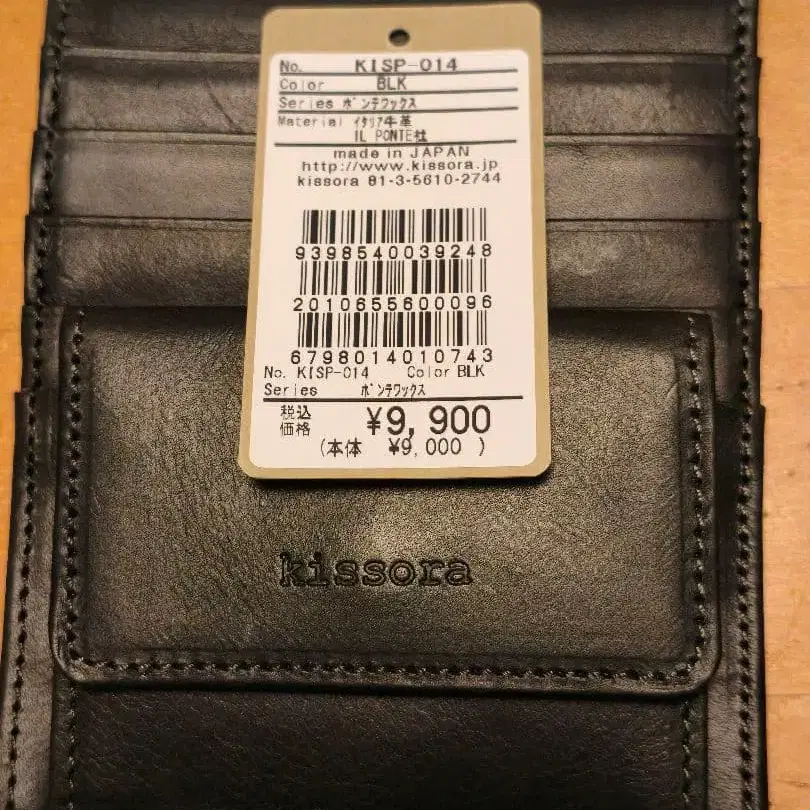 No. KISP-014
Color BLK
Series ﾎﾟﾝﾃワックス
Material イタリア牛革
IL PONTE社
made in JAPAN
http://www.kissora.jp
kissora 81-3-5610-2744
9398540039248
2010655600096
6798014010743
No. KISP-014 Color BLK
Series ﾎﾟﾝﾃワックス
税込
価格 ¥9,900
(本体 ¥9,000 )
kissora